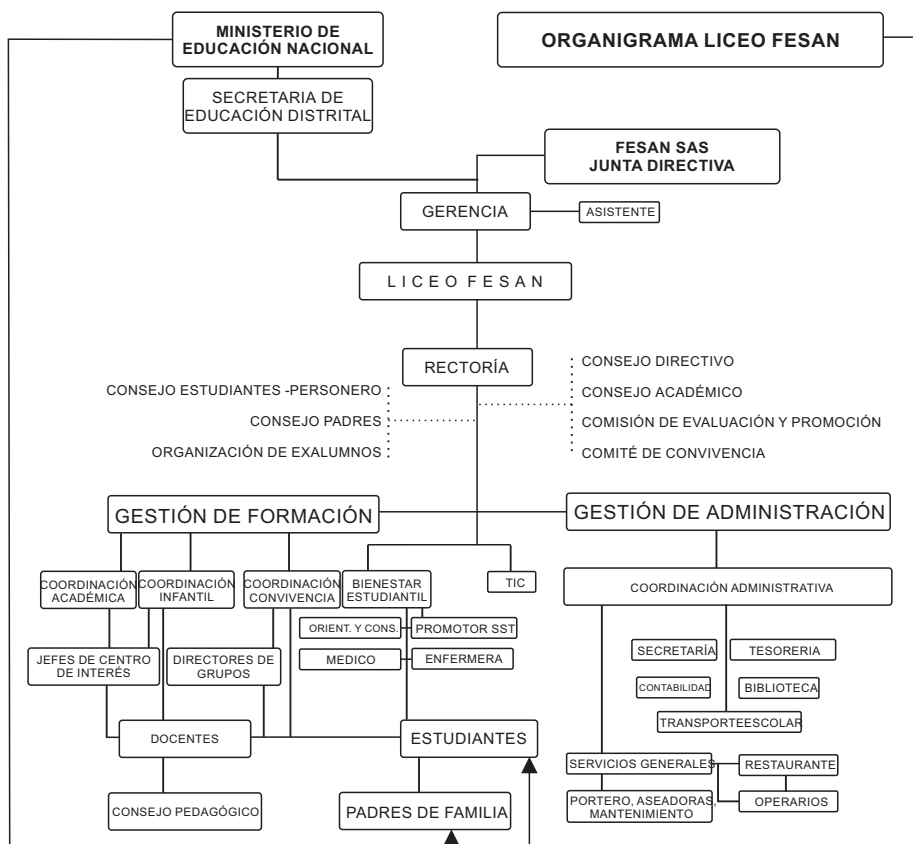 MINISTERIO DE
EDUCACIÓN NACIONAL
ORGANIGRAMA LICEO FESAN
SECRETARIA DE
EDUCACIÓN DISTRITAL
FESAN SAS
JUNTA DIRECTIVA
GERENCIA
ASISTENTE
LICEO FESAN
RECTORÍA
CONSEJO ESTUDIANTES -PERSONERO
CONSEJO PADRES
ORGANIZACIÓN DE EXALUMNOS
CONSEJO DIRECTIVO
CONSEJO ACADÉMICO
COMISIÓN DE EVALUACIÓN Y PROMOCIÓN
COMITÉ DE CONVIVENCIA
GESTIÓN DE FORMACIÓN
GESTIÓN DE ADMINISTRACIÓN
COORDINACIÓN
ACADÉMICA
COORDINACIÓN
INFANTIL
COORDINACIÓN
CONVIVENCIA
BIENESTAR
ESTUDIANTIL
TIC
COORDINACIÓN ADMINISTRATIVA
ORIENT. Y CONS.
PROMOTOR SST
MEDICO
ENFERMERA
JEFES DE CENTRO
DE INTERÉS
DIRECTORES DE
GRUPOS
SECRETARÍA
TESORERIA
CONTABILIDAD
BIBLIOTECA
TRANSPORTEESCOLAR
DOCENTES
ESTUDIANTES
SERVICIOS GENERALES
RESTAURANTE
PORTERO, ASEADORAS,
MANTENIMIENTO
OPERARIOS
CONSEJO PEDAGÓGICO
PADRES DE FAMILIA